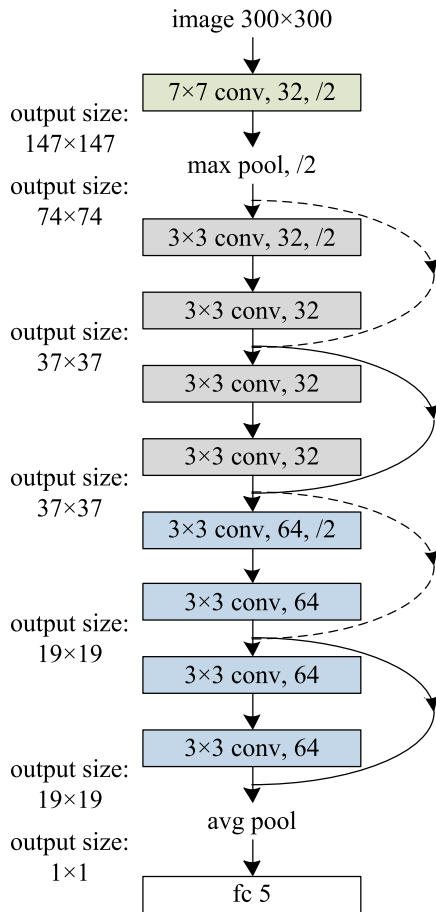 image 300×300
7×7 conv, 32, /2
output size:
147×147
max pool, /2
output size:
74×74
3×3 conv, 32, /2
3×3 conv, 32
output size:
37×37
3×3 conv, 32
3×3 conv, 32
output size:
37×37
3×3 conv, 64, /2
3×3 conv, 64
output size:
19×19
3×3 conv, 64
3×3 conv, 64
output size:
19×19
avg pool
output size:
1×1
fc 5